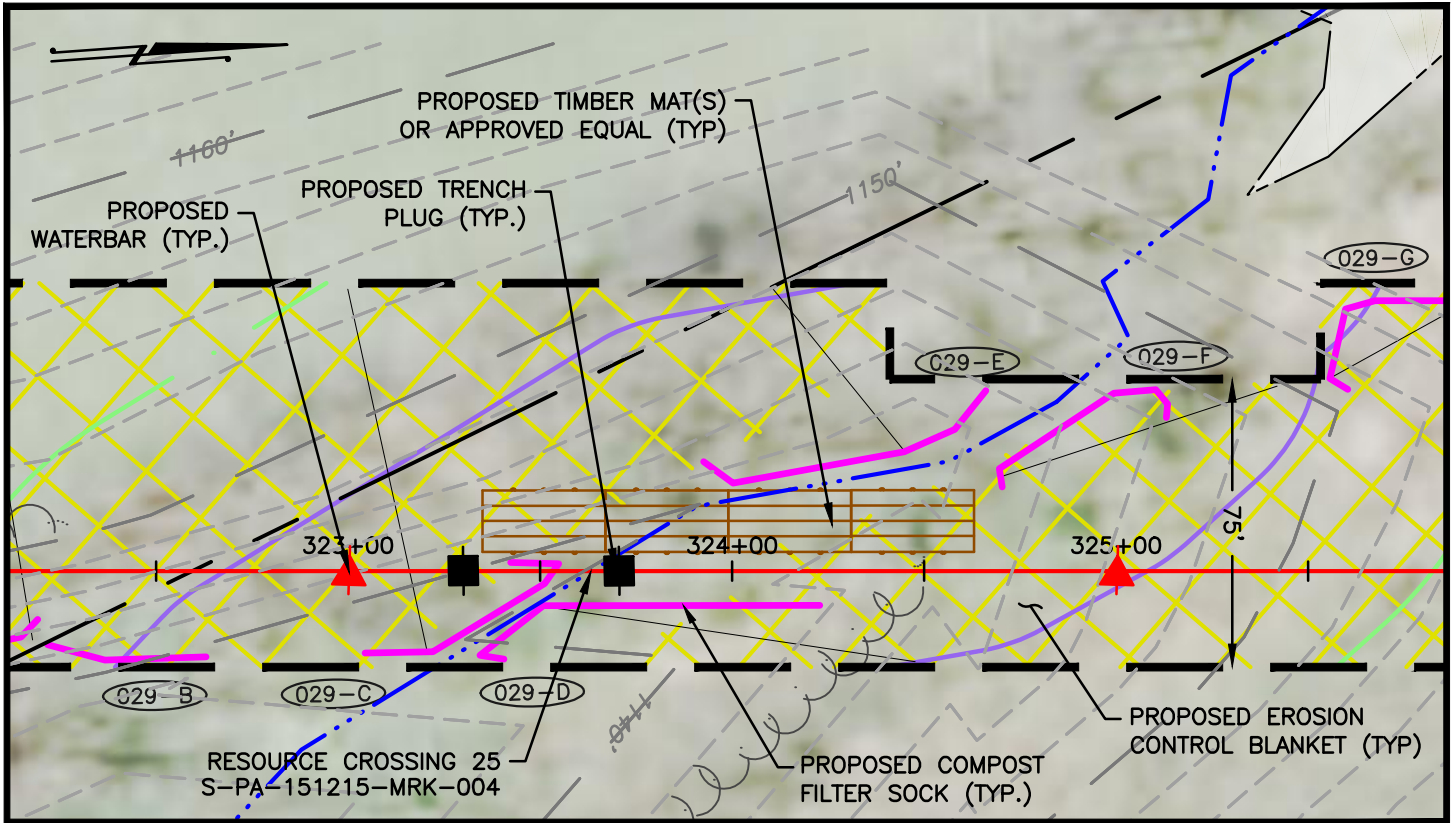 PROPOSED TIMBER MAT(S)
OR APPROVED EQUAL (TYP)
1160'
PROPOSED TRENCH
PLUG (TYP.)
1150'
PROPOSED
WATERBAR (TYP.)
029-G
029-E
029-F
75'
323+00
324+00
325+00
029-B
029-C
029-D
1140'
RESOURCE CROSSING 25
S-PA-151215-MRK-004
PROPOSED COMPOST
FILTER SOCK (TYP.)
PROPOSED EROSION
CONTROL BLANKET (TYP)